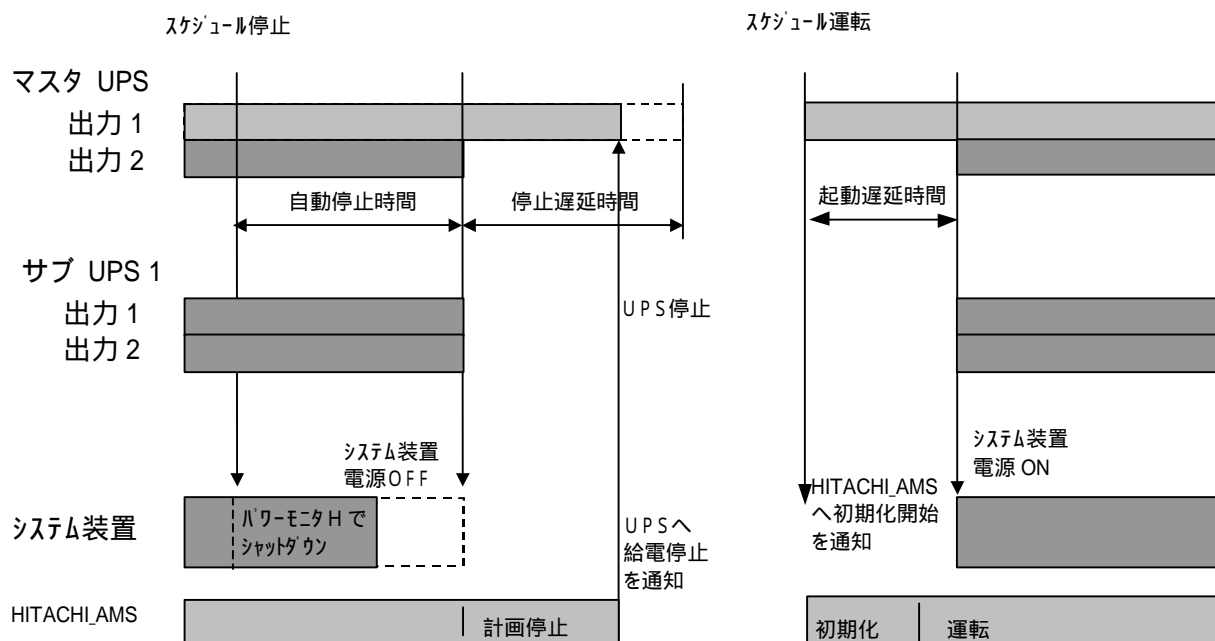 ｽｹｼﾞｭｰﾙ停止
ｽｹｼﾞｭｰﾙ運転
マスタ UPS
出力 1
出力 2
自動停止時間
停止遅延時間
起動遅延時間
サブ UPS 1
出力 1
出力 2
ＵＰＳ停止
ｼｽﾃﾑ装置
電源ＯＦＦ
ｼｽﾃﾑ装置
電源 ON
ｼｽﾃﾑ装置
ﾊﾟﾜｰﾓﾆﾀ H で
ｼｬｯﾄﾀﾞｳﾝ
ＵＰＳへ
給電停止
を通知
HITACHI_AMS
へ初期化開始
を通知
HITACHI_AMS
計画停止
初期化
運転